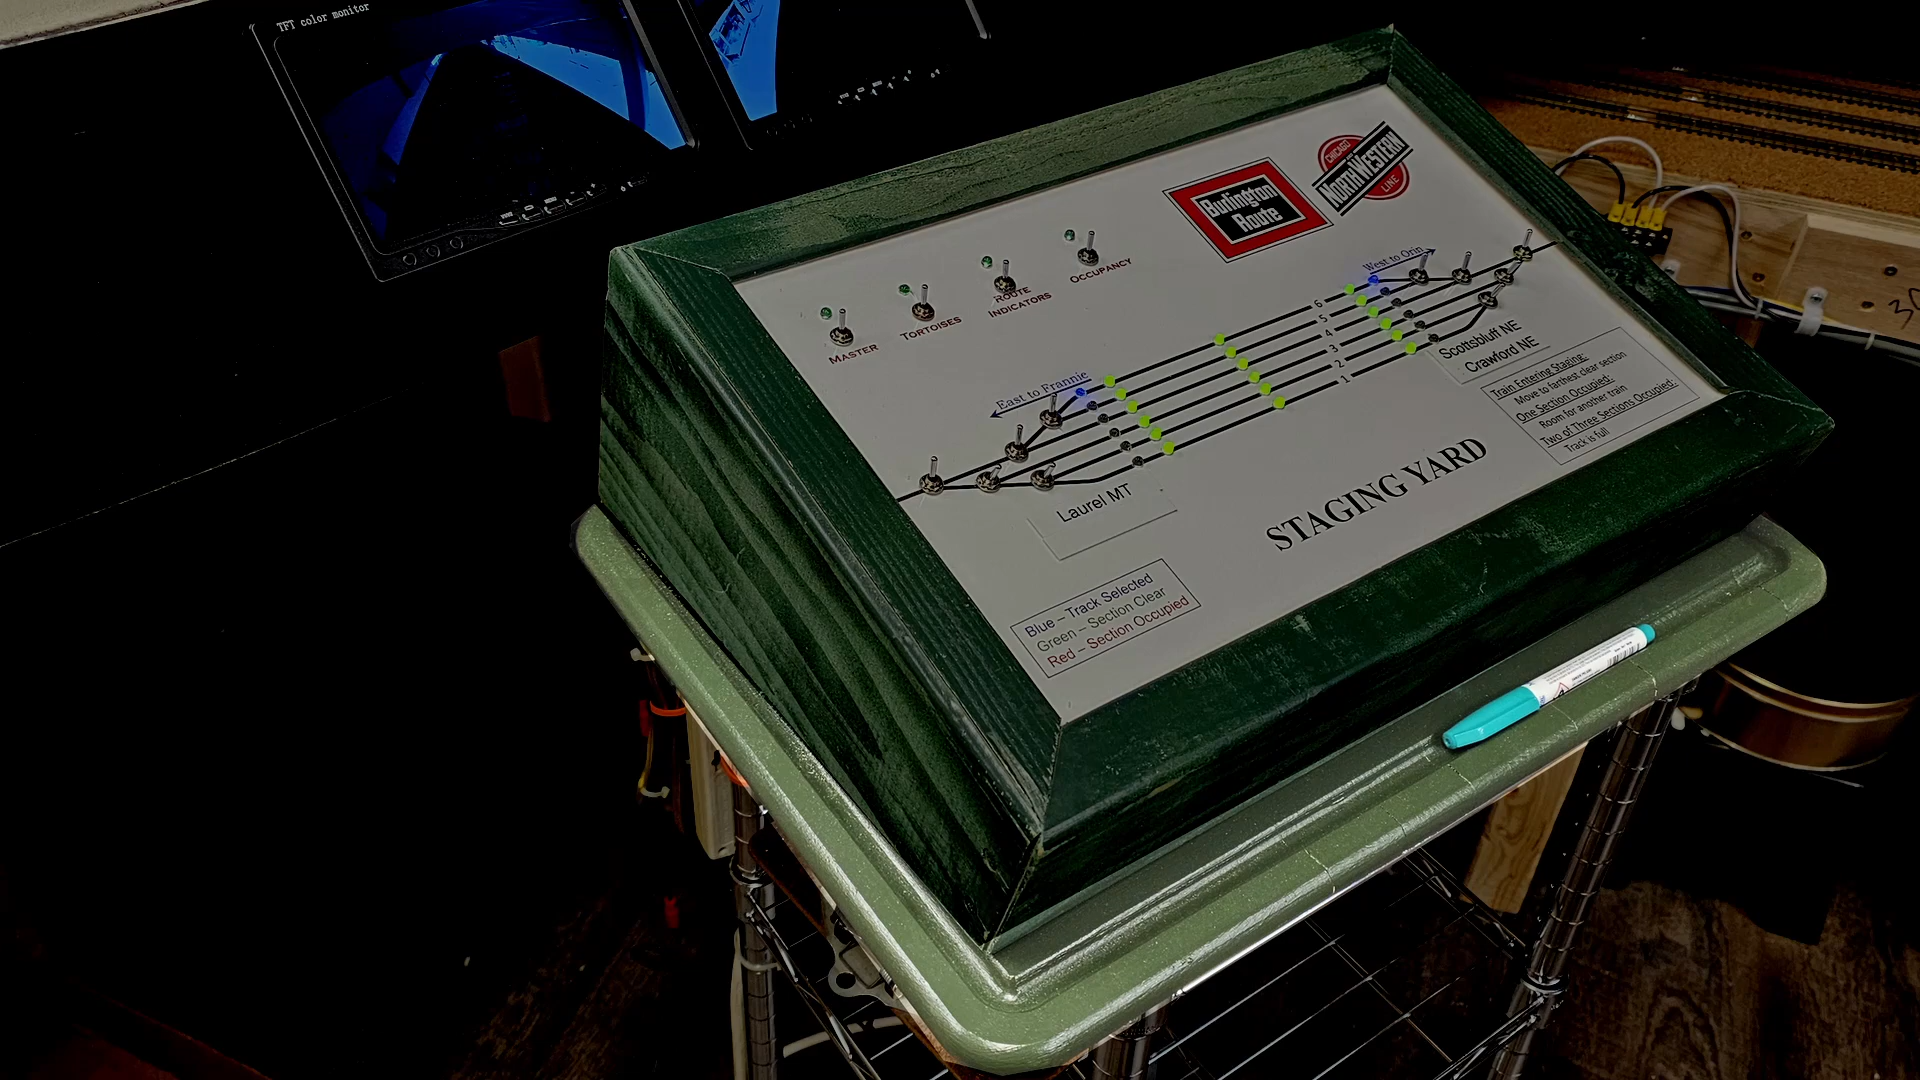 TFT color monitor
Budington
Route
CHICAGO
AND
NORTHWESTERN
LINE
MASTER
TORTOISES
ROUTE
INDICATORS
OCCUPANCY
West to Orin
East to Frannie
6
5
4
3
2
1
Scottsbluff NE
Crawford NE
Laurel MT
Train Entering Staging:
Move to farthest clear section
One Section Occupied:
Room for another train
Two of Three Sections Occupied:
Track is full
STAGING YARD
Blue – Track Selected
Green – Section Clear
Red – Section Occupied